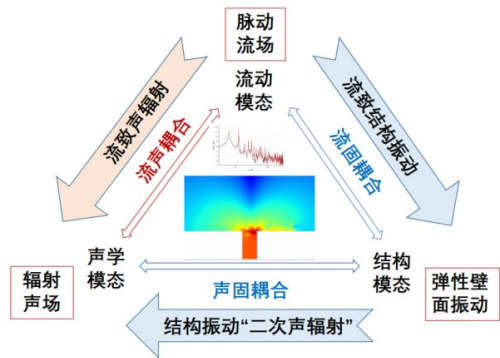 脉动
流场
流动
模态
流致声辐射
流声耦合
流固耦合
流致结构振动
辐射
声场
声学
模态
声固耦合
结构
模态
弹性壁
面振动
结构振动“二次声辐射”